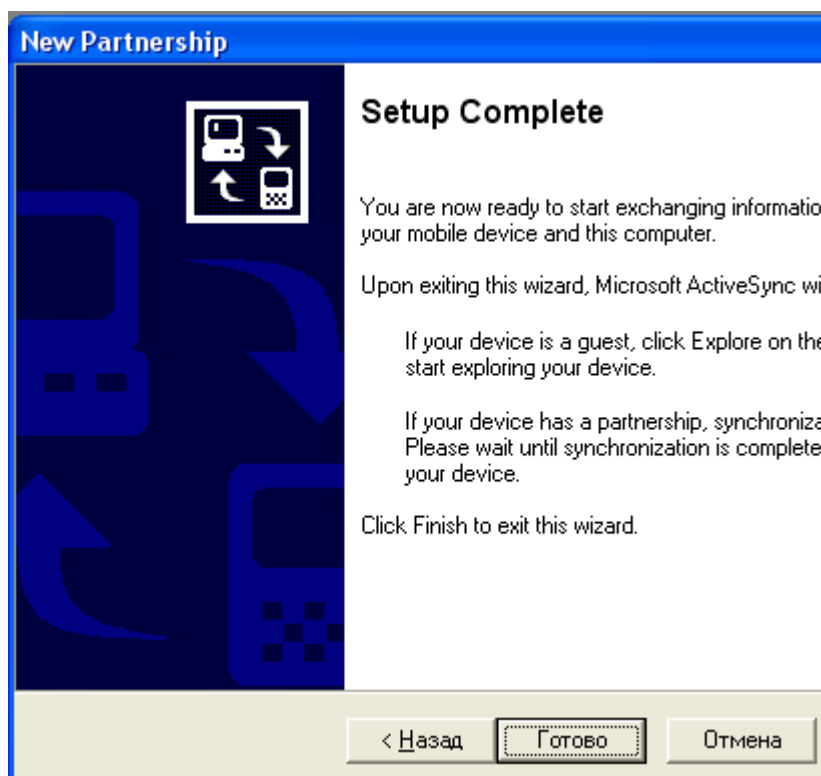 New Partnership
Setup Complete
You are now ready to start exchanging informatio
your mobile device and this computer.
Upon exiting this wizard, Microsoft ActiveSync wi
If your device is a guest, click Explore on the
start exploring your device.
If your device has a partnership, synchroniza
Please wait until synchronization is complete
your device.
Click Finish to exit this wizard.
< Назад
Готово
Отмена